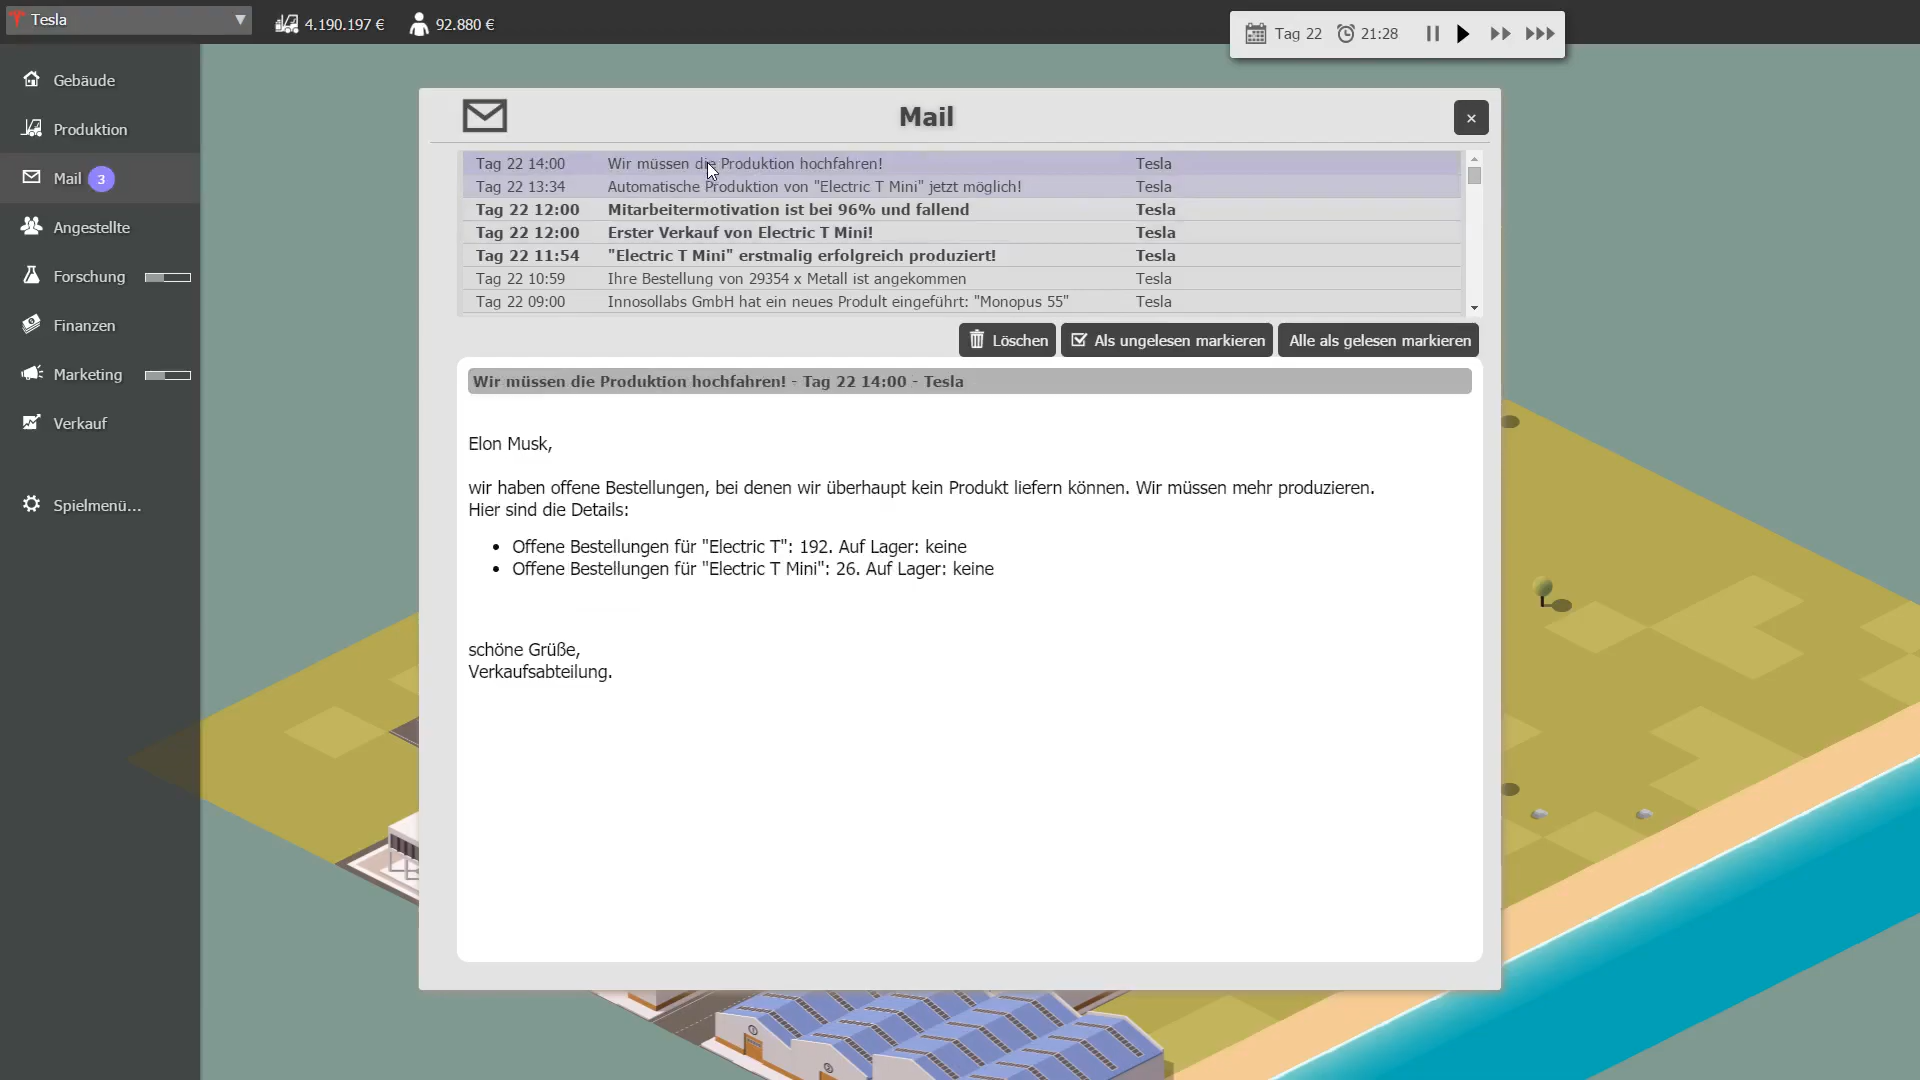 Tesla
4.190.197 €
92.880 €
Tag 22
21:28
Gebäude
Produktion
Mail 3
Angestellte
Forschung
Finanzen
Marketing
Verkauf
Spielmenü...
Mail
Tag 22 14:00 Wir müssen die Produktion hochfahren! Tesla
Tag 22 13:34 Automatische Produktion von "Electric T Mini" jetzt möglich! Tesla
Tag 22 12:00 Mitarbeitermotivation ist bei 96% und fallend Tesla
Tag 22 12:00 Erster Verkauf von Electric T Mini! Tesla
Tag 22 11:54 "Electric T Mini" erstmalig erfolgreich produziert! Tesla
Tag 22 10:59 Ihre Bestellung von 29354 x Metall ist angekommen Tesla
Tag 22 09:00 Innosollabs GmbH hat ein neues Prodult eingeführt: "Monopus 55" Tesla
Löschen Als ungelesen markieren Alle als gelesen markieren
Wir müssen die Produktion hochfahren! - Tag 22 14:00 - Tesla
Elon Musk,
wir haben offene Bestellungen, bei denen wir überhaupt kein Produkt liefern können. Wir müssen mehr produzieren.
Hier sind die Details:
• Offene Bestellungen für "Electric T": 192. Auf Lager: keine
• Offene Bestellungen für "Electric T Mini": 26. Auf Lager: keine
schöne Grüße,
Verkaufsabteilung.